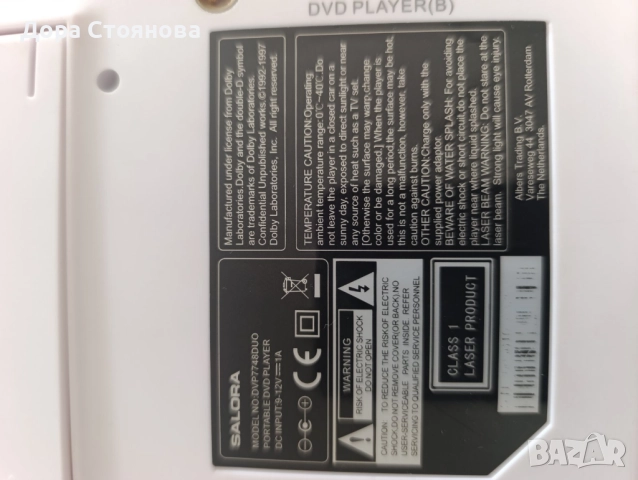 DVD PLAYER(B)
Дова Стоянова
SALORA
MODEL NO:DVP7748DUO
PORTABLE DVD PLAYER
DC INPUT:9-12V 1A
CE
WARNING
RISK OF ELECTRIC SHOCK
DO NOT OPEN
CAUTION: TO REDUCE THE RISKOF ELECTRIC
SHOCK,DO NOT REMOVE COVER(OR BACK).NO
USER-SERVICEABLE PARTS INSIDE REFER
SERVICING TO QUALIFIED SERVICE PERSONNEL
CLASS 1
LASER PRODUCT
Manufactured under license from Dolby
Laboratories.Dolby and the double-D symbol
are trademarks of Dolby Laboratories.
Confidential Unpublished works.©1992-1997
Dolby Laboratories, Inc. All right reserved.
TEMPERATURE CAUTION:Operating
ambient temperature range: 0℃~40℃.Do
not leave the player in a closed car on a
sunny day, exposed to direct sunlight or near
any source of heat such as a TV set.
[Otherwise the surface may warp,change
color or be damaged.] When the player is
used for a long period,the surface may be hot,
this is not a malfunction, however, take
caution against burns.
OTHER CAUTION:Charge only with the
supplied power adaptor.
BEWARE OF WATER SPLASH: For avoiding
electric shock or short circuit,do not place the
player near where liquid splashed.
LASER BEAM WARNING: Do not stare at the
laser beam. Strong light will cause eye injury.
Albers Trading B.V.
Vareseweg 44, 3047 AV, Rotterdam
The Netherlands.
BAZAR